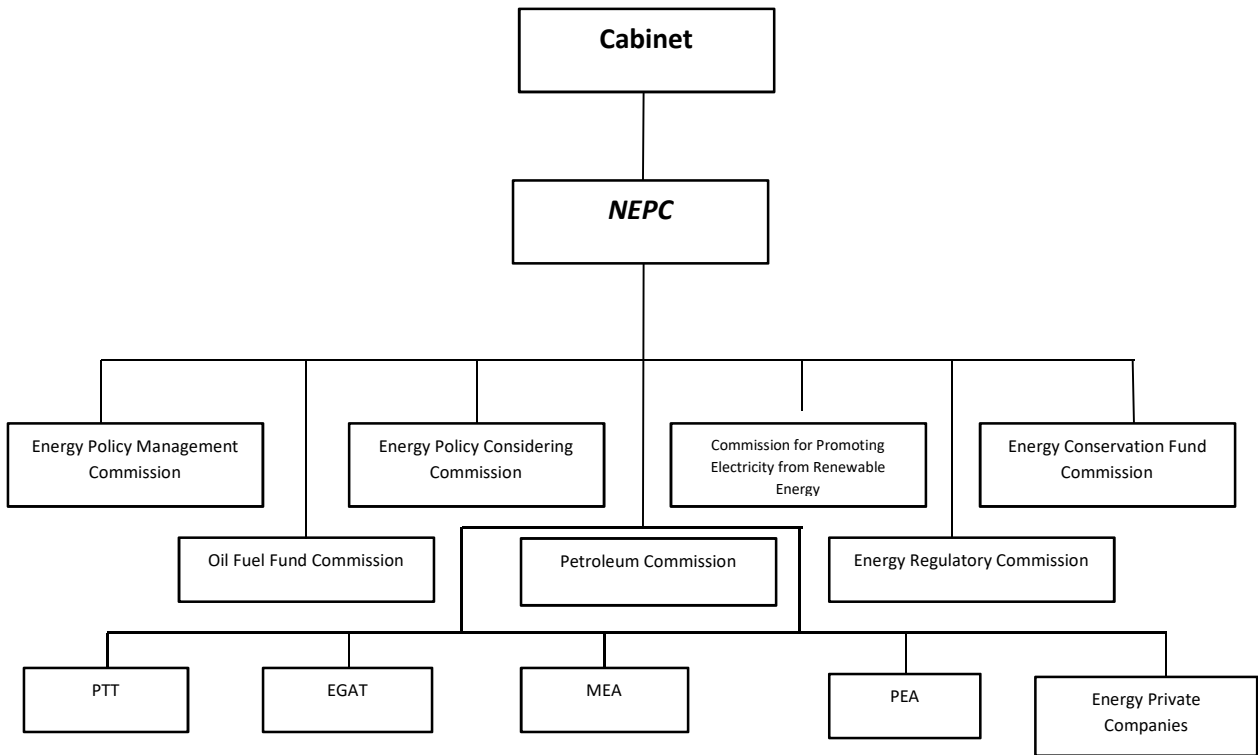 Cabinet
NEPC
Energy Policy Management
Commission
Energy Policy Considering
Commission
Commission for Promoting
Electricity from Renewable
Energy
Energy Conservation Fund
Commission
Oil Fuel Fund Commission
Petroleum Commission
Energy Regulatory Commission
PTT
EGAT
MEA
PEA
Energy Private
Companies